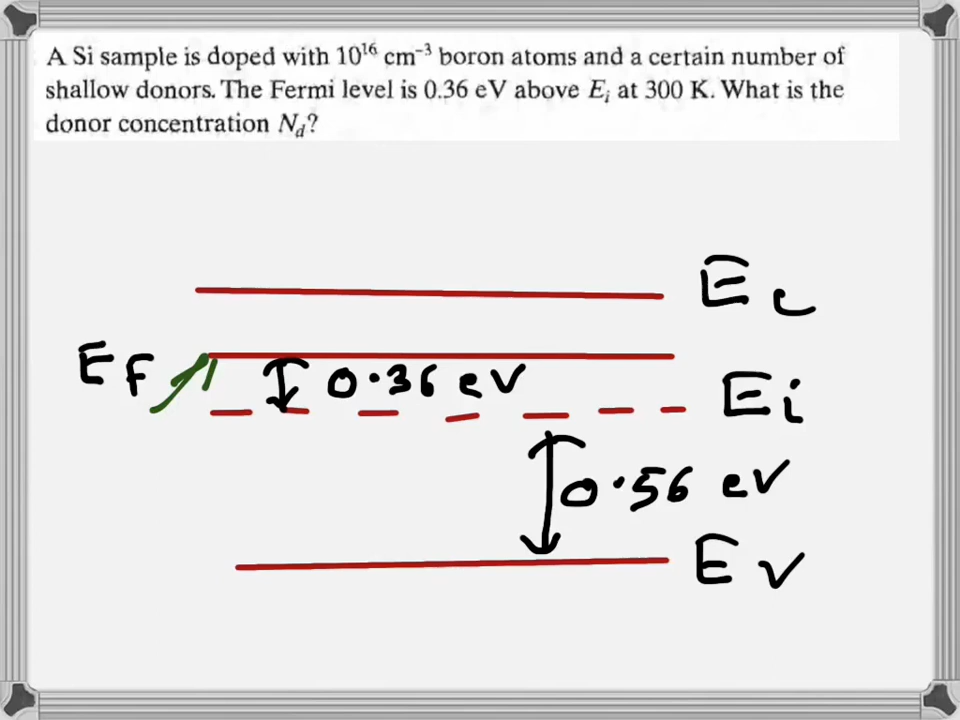 A Si sample is doped with 10¹⁶ cm⁻³ boron atoms and a certain number of
shallow donors. The Fermi level is 0.36 eV above Eᵢ at 300 K. What is the
donor concentration N_d?
Ec
EF
0.36 eV
Ei
0.56 eV
Ev